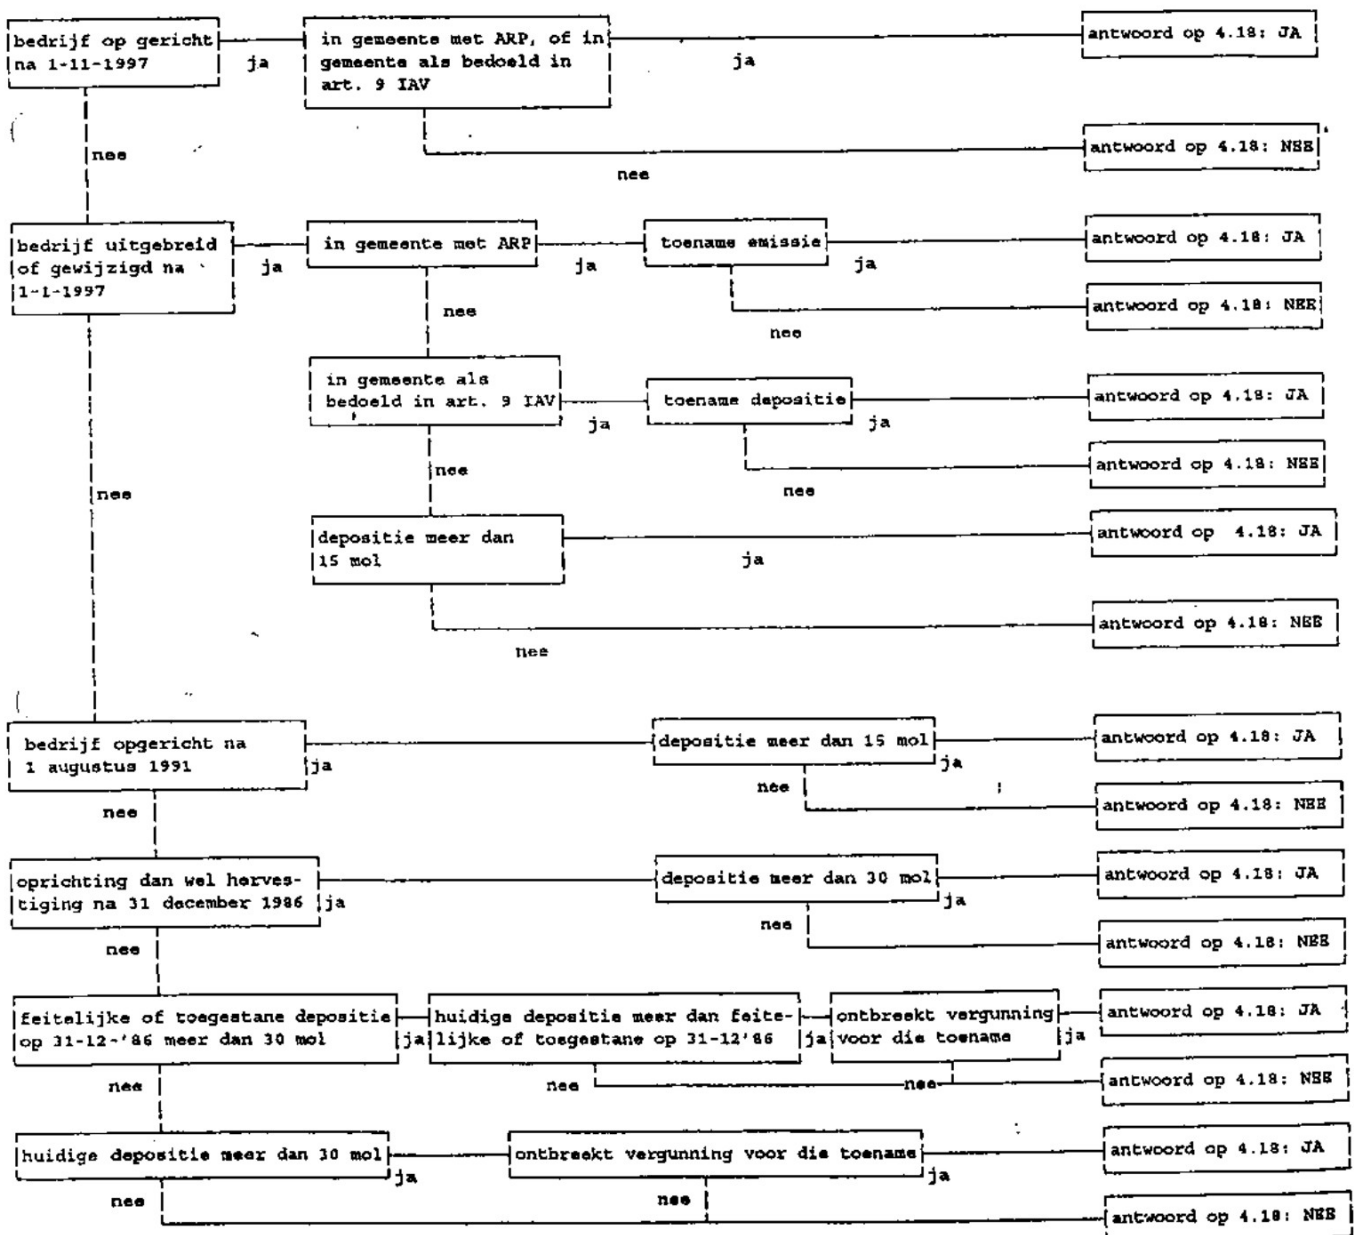 bedrijf op gericht
na 1-11-1997
ja
in gemeente met ARP, of in
gemeente als bedoeld in
art. 9 IAV
ja
antwoord op 4.18: JA
nee
antwoord op 4.18: NEE
nee
bedrijf uitgebreid
of gewijzigd na
1-1-1997
ja
in gemeente met ARP
ja
toename emissie
ja
antwoord op 4.18: JA
nee
antwoord op 4.18: NEE
nee
in gemeente als
bedoeld in art. 9 IAV
ja
toename depositie
ja
antwoord op 4.18: JA
nee
antwoord op 4.18: NEE
nee
nee
depositie meer dan
15 mol
ja
antwoord op 4.18: JA
nee
antwoord op 4.18: NEE
bedrijf opgericht na
1 augustus 1991
ja
depositie meer dan 15 mol
ja
antwoord op 4.18: JA
nee
antwoord op 4.18: NEE
nee
oprichting dan wel herves-
tiging na 31 december 1986
ja
depositie meer dan 30 mol
ja
antwoord op 4.18: JA
nee
antwoord op 4.18: NEE
nee
feitelijke of toegestane depositie
op 31-12-'86 meer dan 30 mol
ja
huidige depositie meer dan feite-
lijke of toegestane op 31-12'86
ja
ontbreekt vergunning
voor die toename
ja
antwoord op 4.18: JA
nee
nee
nee
antwoord op 4.18: NEE
huidige depositie meer dan 30 mol
ja
ontbreekt vergunning voor die toename
ja
antwoord op 4.18: JA
nee
nee
antwoord op 4.18: NEE